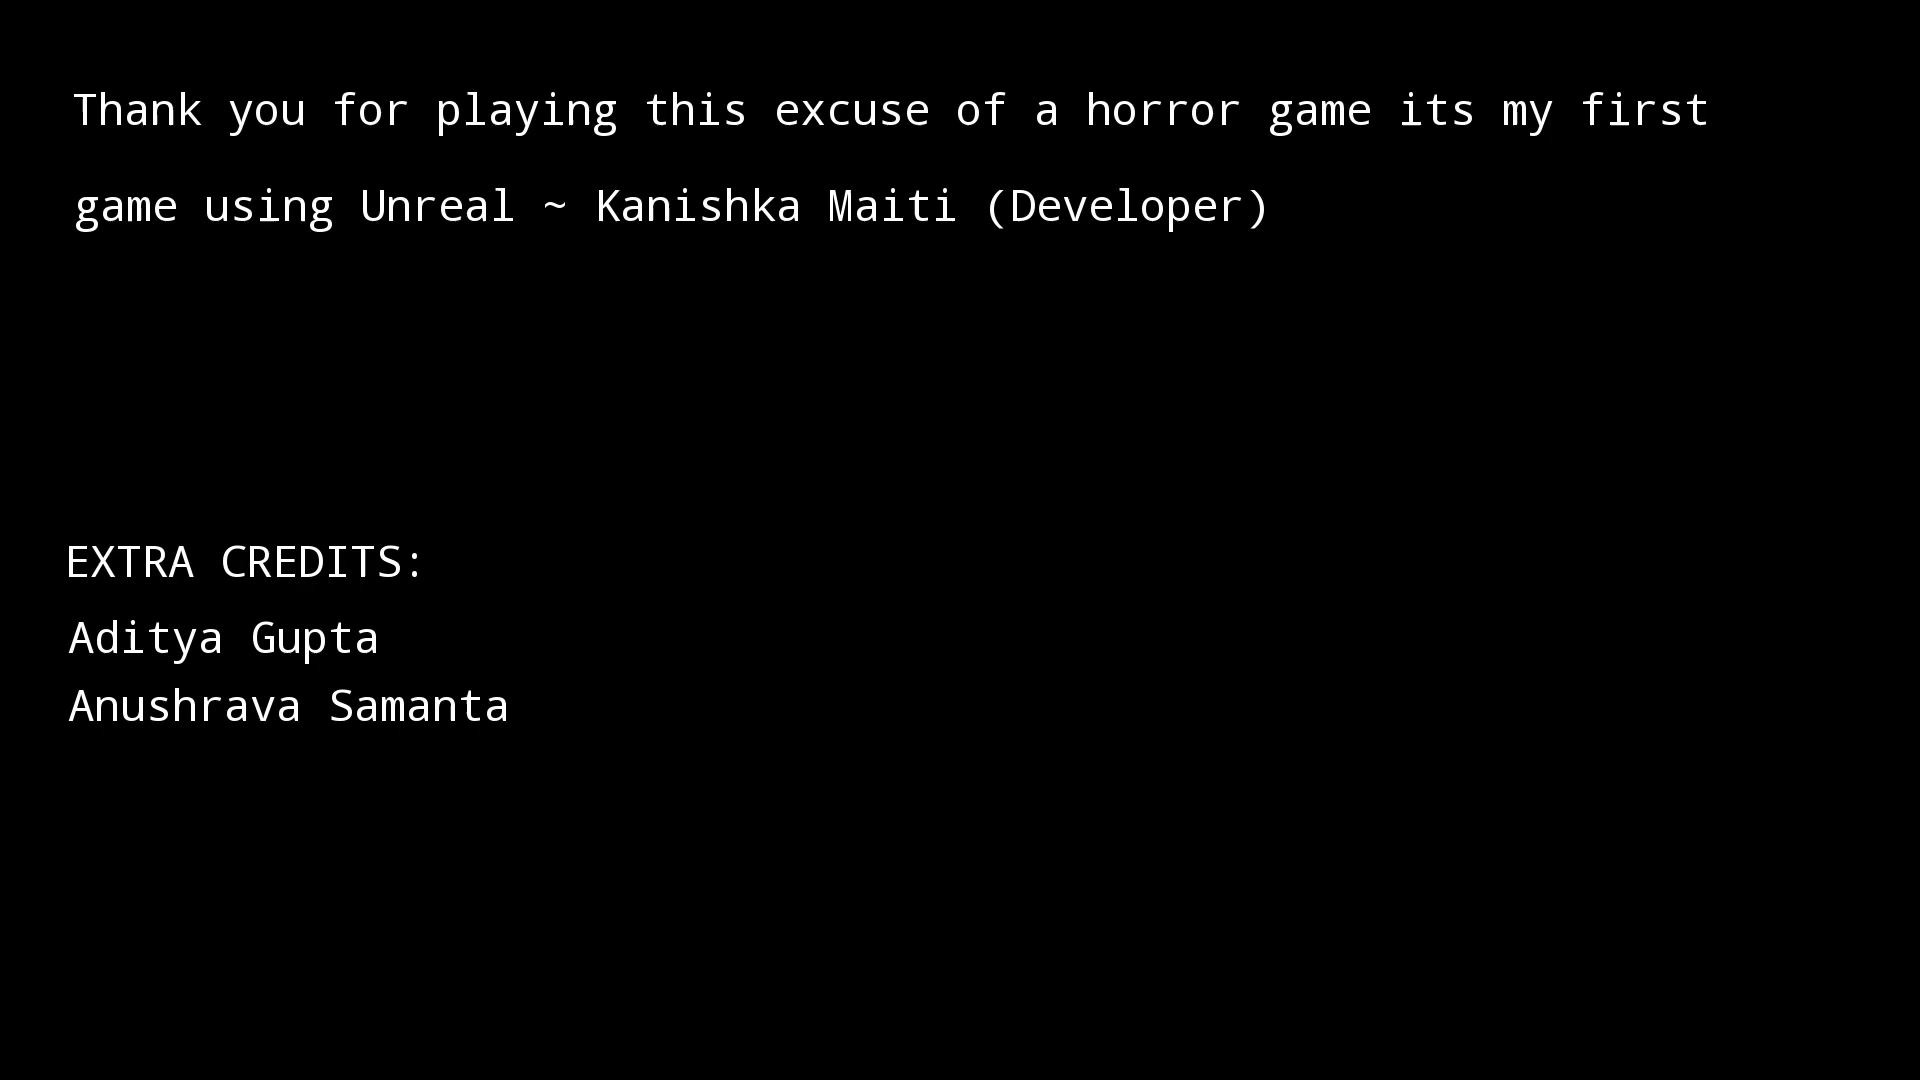 Thank you for playing this excuse of a horror game its my first
game using Unreal ~ Kanishka Maiti (Developer)
EXTRA CREDITS:
Aditya Gupta
Anushrava Samanta